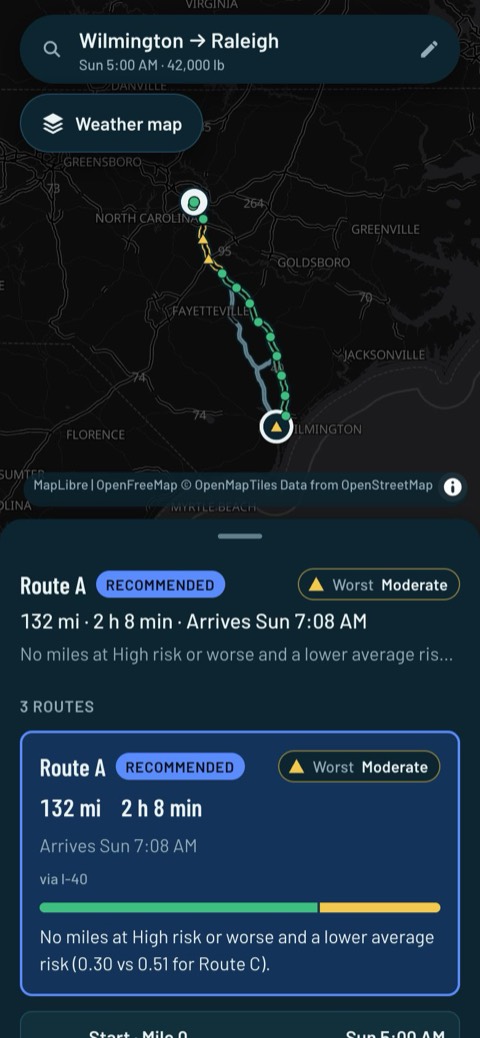 VIRGINIA
Wilmington → Raleigh
Sun 5:00 AM · 42,000 lb
DANVILLE
Weather map
GREENSBORO
73
NORTH CAROLINA
264
GREENVILLE
95
GOLDSBORO
70
FAYETTEVILLE
JACKSONVILLE
74
74
FLORENCE
ILMINGTON
SUMTER
MapLibre | OpenFreeMap © OpenMapTiles Data from OpenStreetMap
OLINA
MYRTLE BEACH
Route A RECOMMENDED Worst Moderate
132 mi · 2 h 8 min · Arrives Sun 7:08 AM
No miles at High risk or worse and a lower average ris...
3 ROUTES
Route A RECOMMENDED Worst Moderate
132 mi 2 h 8 min
Arrives Sun 7:08 AM
via I-40
No miles at High risk or worse and a lower average
risk (0.30 vs 0.51 for Route C).
Start · Mile 0 Sun 5:00 AM